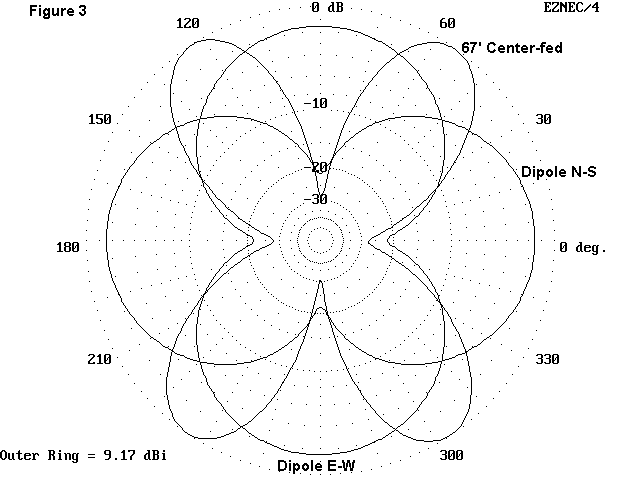 Figure 3
0 dB
EZNEC/4
120
60
67' Center-fed
-10
150
30
-20
Dipole N-S
-30
180
0 deg.
210
330
Outer Ring = 9.17 dBi
300
Dipole E-W